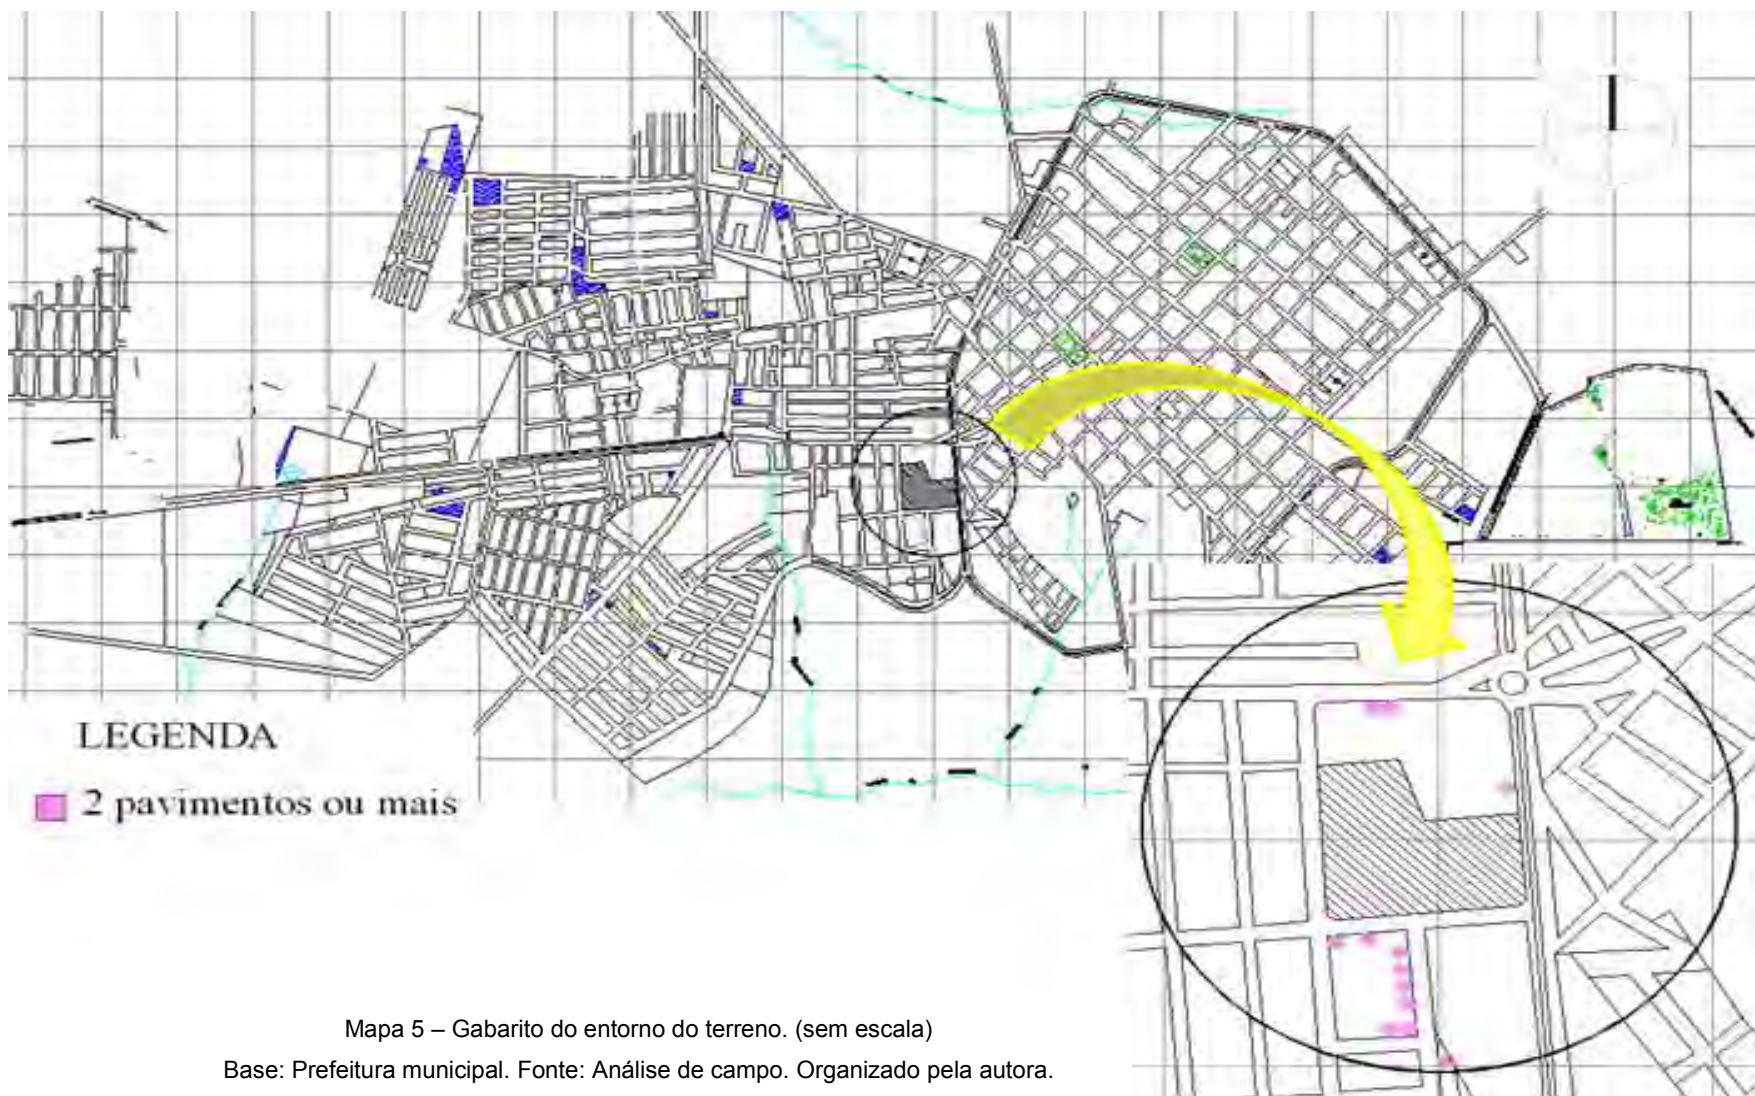 LEGENDA
2 pavimentos ou mais
Mapa 5 – Gabarito do entorno do terreno. (sem escala)
Base: Prefeitura municipal. Fonte: Análise de campo. Organizado pela autora.